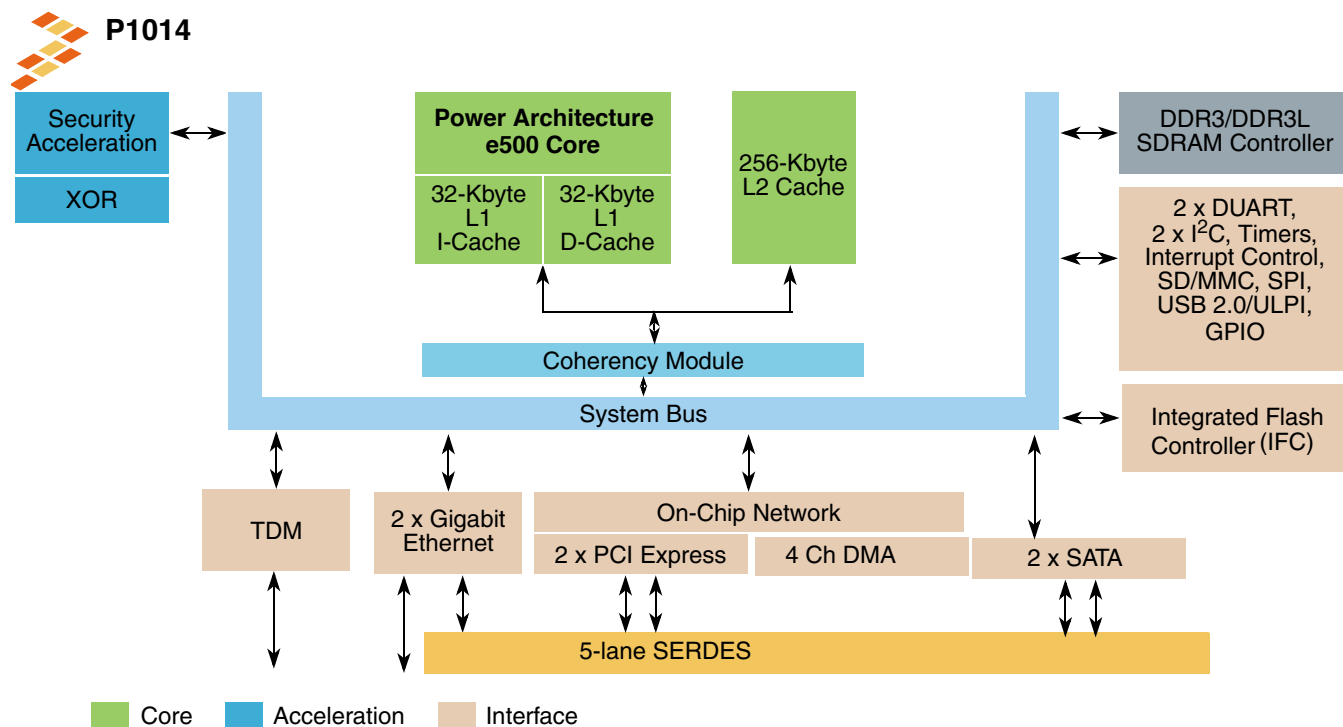 P1014
Security
Acceleration
XOR
Power Architecture
e500 Core
32-Kbyte
L1
I-Cache
32-Kbyte
L1
D-Cache
256-Kbyte
L2 Cache
DDR3/DDR3L
SDRAM Controller
2 x DUART,
2 x I²C, Timers,
Interrupt Control,
SD/MMC, SPI,
USB 2.0/ULPI,
GPIO
Coherency Module
System Bus
Integrated Flash
Controller (IFC)
TDM
2 x Gigabit
Ethernet
On-Chip Network
2 x PCI Express
4 Ch DMA
2 x SATA
5-lane SERDES
Core
Acceleration
Interface